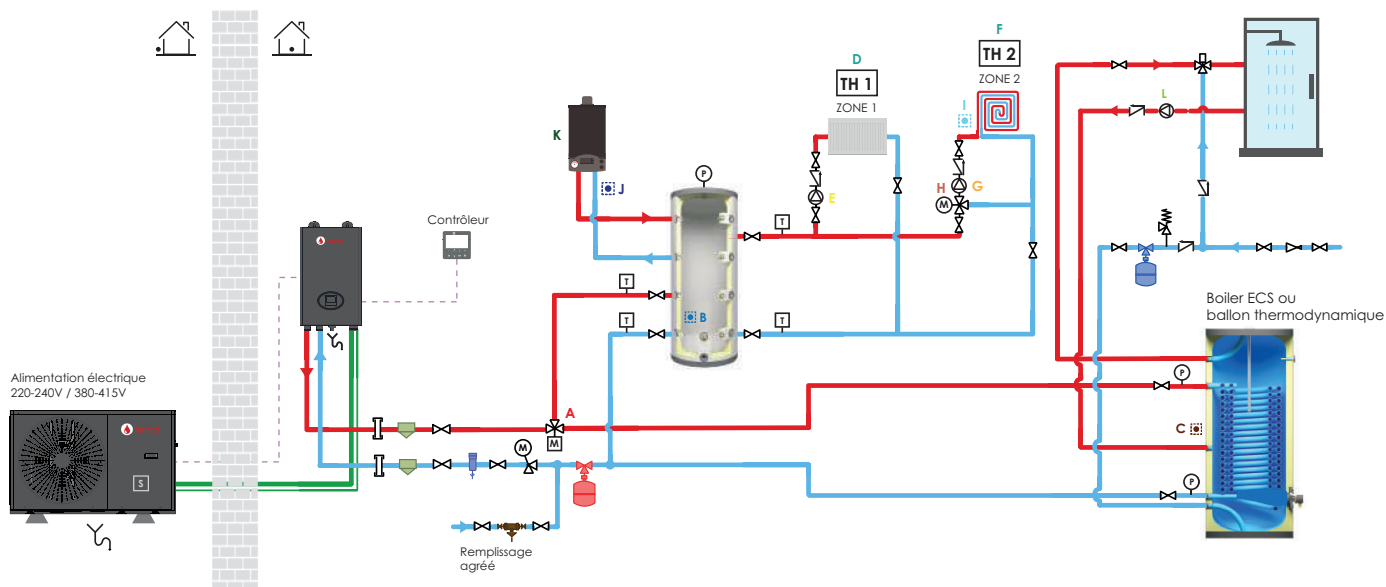 F
D
TH 2
TH 1
ZONE 2
L
ZONE 1
I
K
P
J
H
M
G
E
Contrôleur
T
T
T
B
T
T
Boiler ECS ou
ballon thermodynamique
Alimentation électrique
220-240V / 380-415V
P
A
C
M
M
S
P
Remplissage
agréé